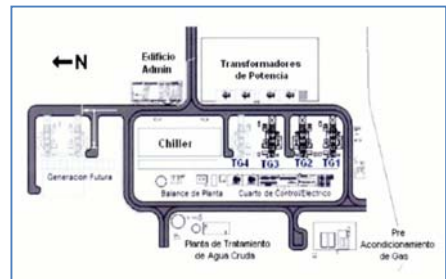 N
Edificio
Admin
Transformadores
de Potencia
Chiller
TG4
TG3
TG2
TG1
Generación Futura
Balance de Planta
Cuarto de Control/Electrico
Planta de Tratamiento
de Agua Cruda
Pre
Acondicionamiento
de Gas